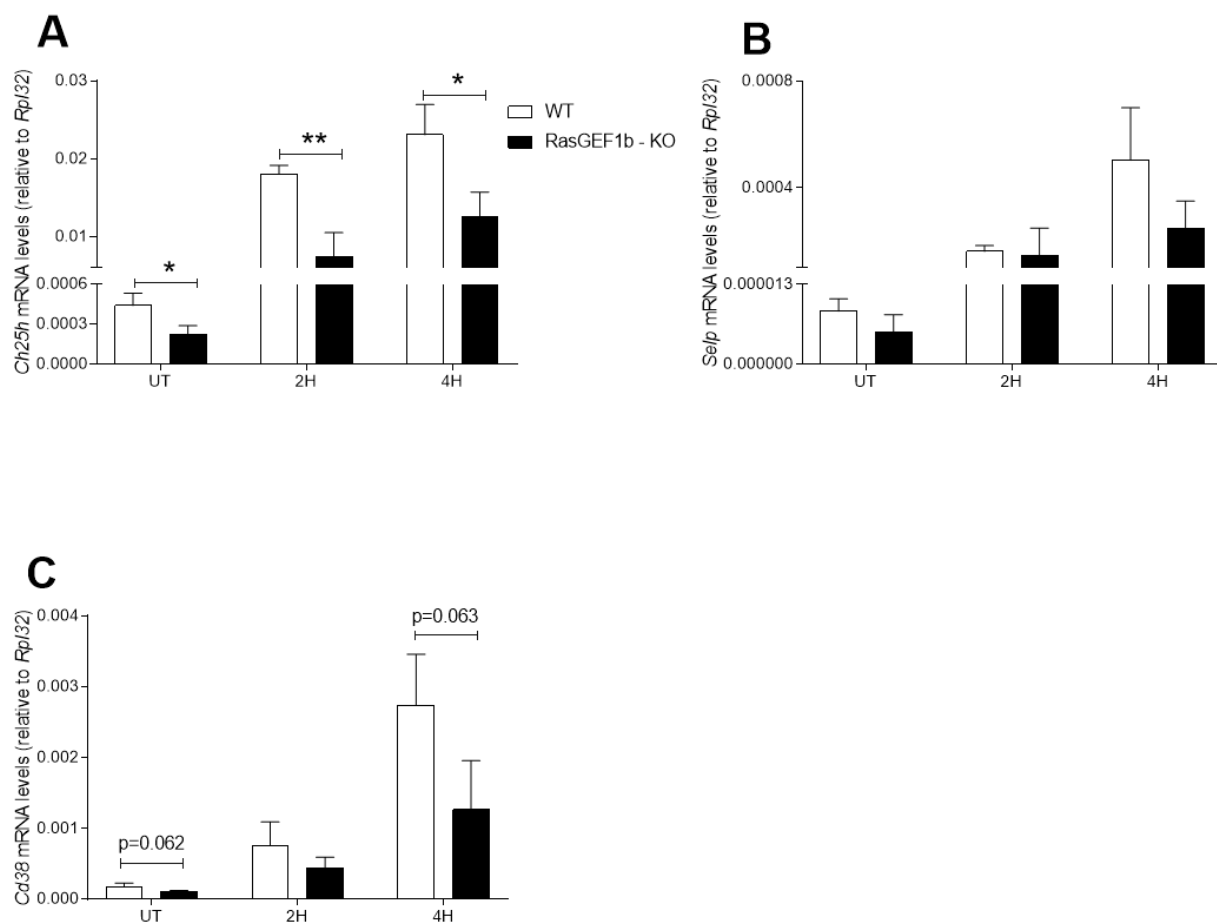 A
Ch25h mRNA levels (relative to Rpl32)
0.03
0.02
0.01
0.0006
0.0003
0.0000
*
**
*
UT
2H
4H
WT
RasGEF1b - KO
B
Selp mRNA levels (relative to Rpl32)
0.0008
0.0004
0.000013
0.000000
UT
2H
4H
C
Cd38 mRNA levels (relative to Rpl32)
0.004
0.003
0.002
0.001
0.000
p=0.062
p=0.063
UT
2H
4H